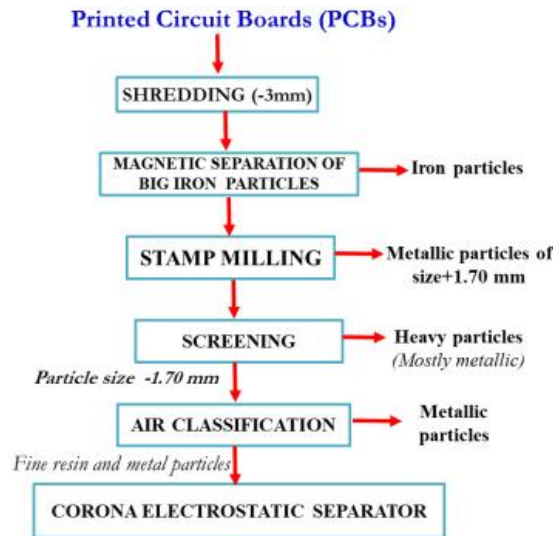 Printed Circuit Boards (PCBs)
SHREDDING (-3mm)
MAGNETIC SEPARATION OF
BIG IRON PARTICLES
Iron particles
STAMP MILLING
Metallic particles of
size+1.70 mm
SCREENING
Heavy particles
(Mostly metallic)
Particle size -1.70 mm
AIR CLASSIFICATION
Metallic
particles
Fine resin and metal particles
CORONA ELECTROSTATIC SEPARATOR